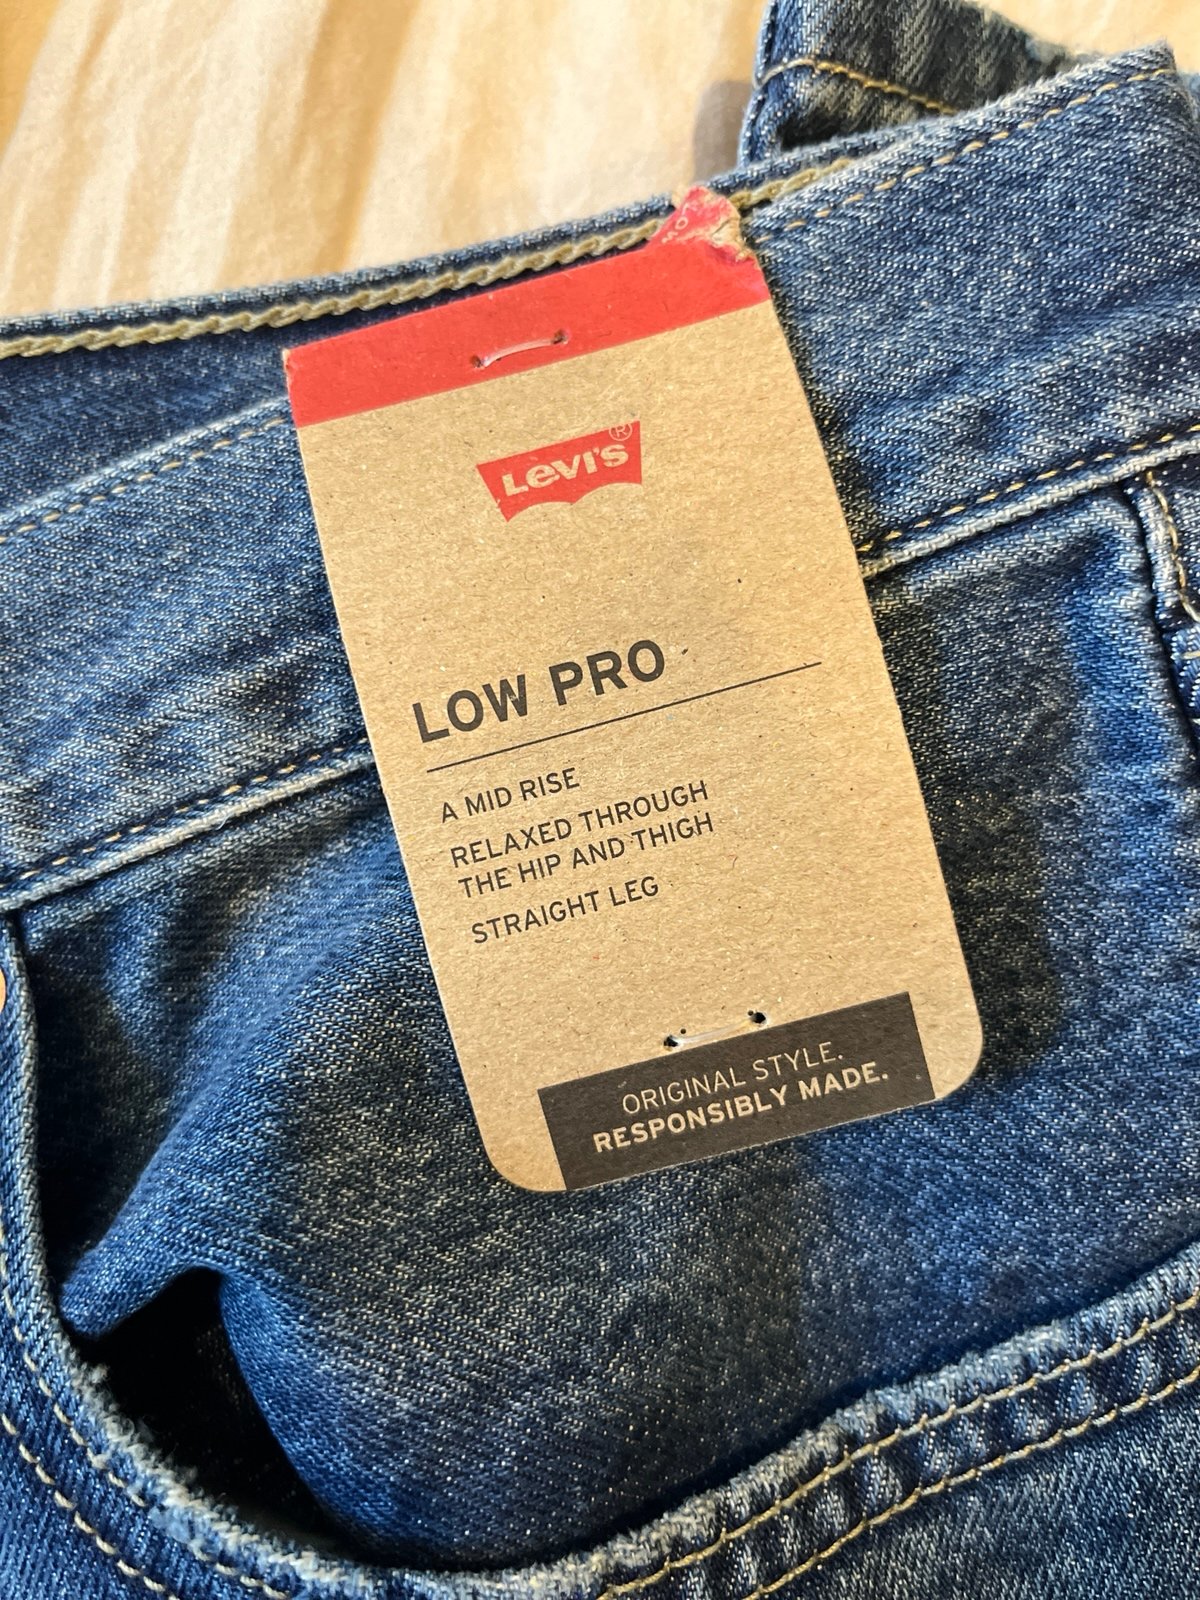 Levi's®
LOW PRO
A MID RISE
RELAXED THROUGH
THE HIP AND THIGH
STRAIGHT LEG
ORIGINAL STYLE.
RESPONSIBLY MADE.